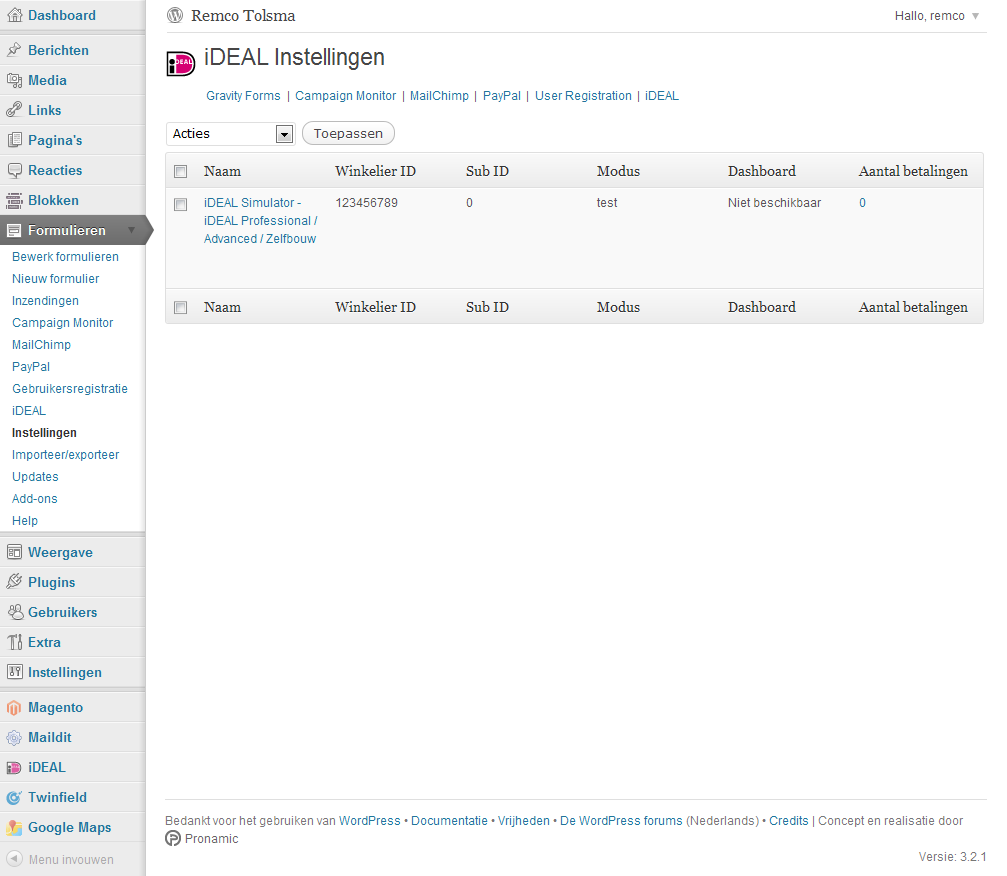 Dashboard
Berichten
Media
Links
Pagina's
Reacties
Blokken
Formulieren
Bewerk formulieren
Nieuw formulier
Inzendingen
Campaign Monitor
MailChimp
PayPal
Gebruikersregistratie
iDEAL
Instellingen
Importeer/exporteer
Updates
Add-ons
Help
Weergave
Plugins
Gebruikers
Extra
Instellingen
Magento
Maildit
iDEAL
Twinfield
Google Maps
Menu invouwen
Remco Tolsma
Hallo, remco
iDEAL
iDEAL Instellingen
Gravity Forms | Campaign Monitor | MailChimp | PayPal | User Registration | iDEAL
Acties Toepassen
Naam Winkelier ID Sub ID Modus Dashboard Aantal betalingen
iDEAL Simulator - 123456789 0 test Niet beschikbaar 0
iDEAL Professional /
Advanced / Zelfbouw
Naam Winkelier ID Sub ID Modus Dashboard Aantal betalingen
Bedankt voor het gebruiken van WordPress • Documentatie • Vrijheden • De WordPress forums (Nederlands) • Credits | Concept en realisatie door
Pronamic
Versie: 3.2.1